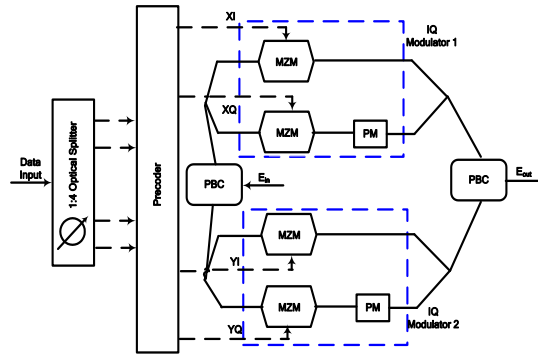 XI
IQ
Modulator 1
MZM
XQ
MZM
PM
Data
Input
1:4 Optical Splitter
Precoder
PBC
Ein
PBC
Eout
MZM
YI
MZM
PM
IQ
Modulator 2
YQ